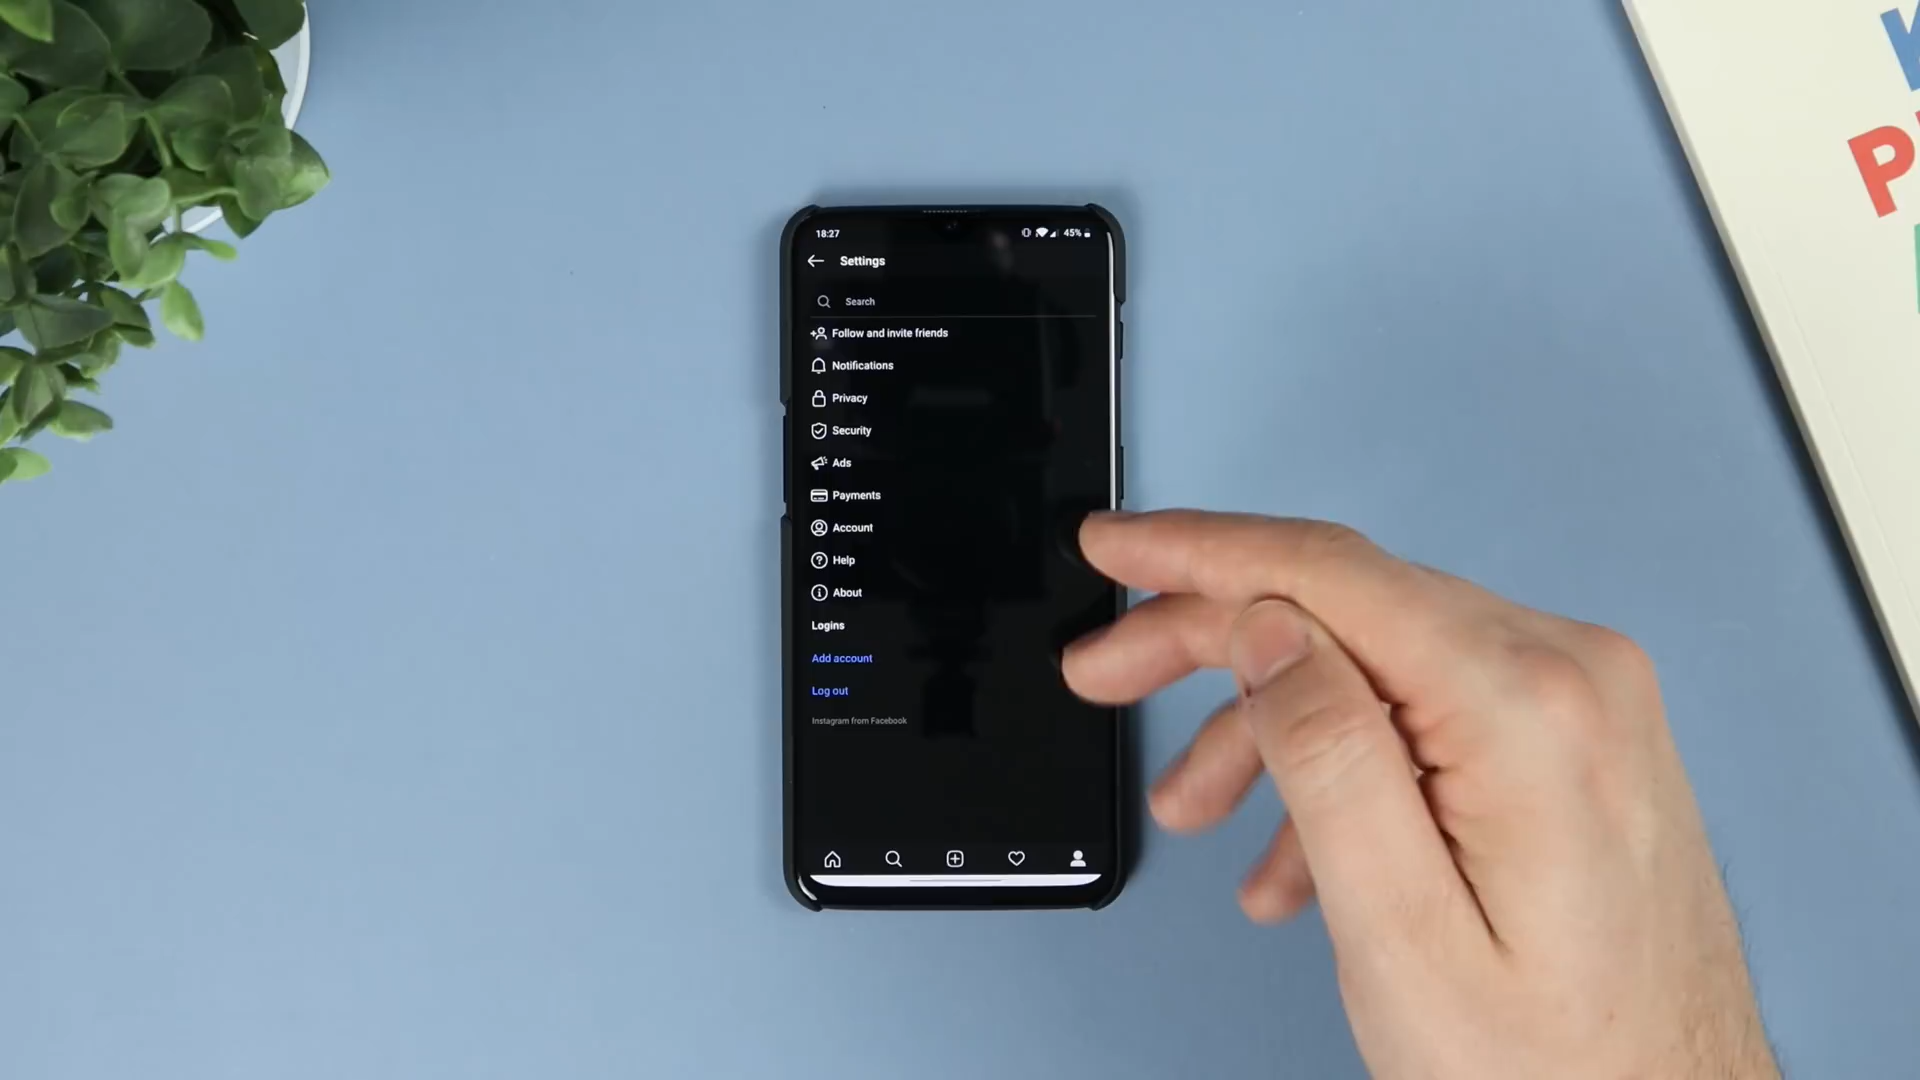 18:27
45%
Settings
Search
Follow and invite friends
Notifications
Privacy
Security
Ads
Payments
Account
Help
About
Logins
Add account
Log out
Instagram from Facebook